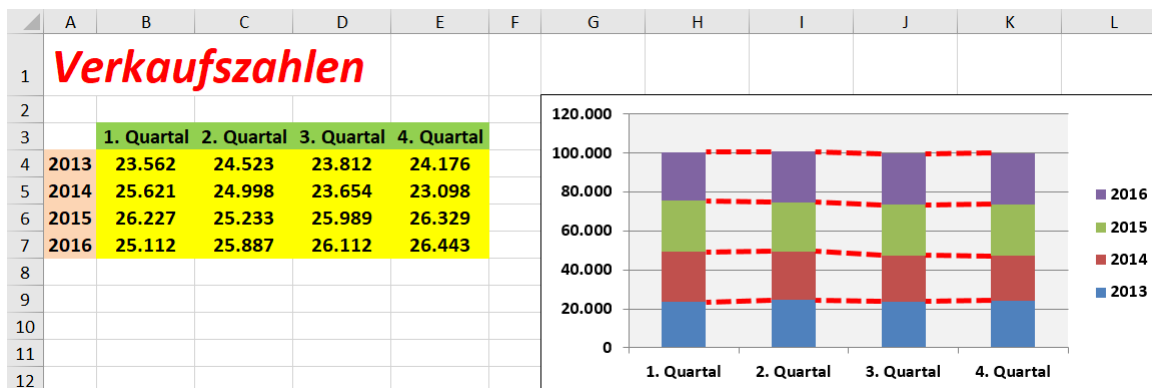 A B C D E F G H I J K L
1 Verkaufszahlen
2
3 1. Quartal 2. Quartal 3. Quartal 4. Quartal
4 2013 23.562 24.523 23.812 24.176
5 2014 25.621 24.998 23.654 23.098
6 2015 26.227 25.233 25.989 26.329
7 2016 25.112 25.887 26.112 26.443
8
9
10
11
12
120.000
100.000
80.000
60.000
40.000
20.000
0
1. Quartal 2. Quartal 3. Quartal 4. Quartal
2016
2015
2014
2013